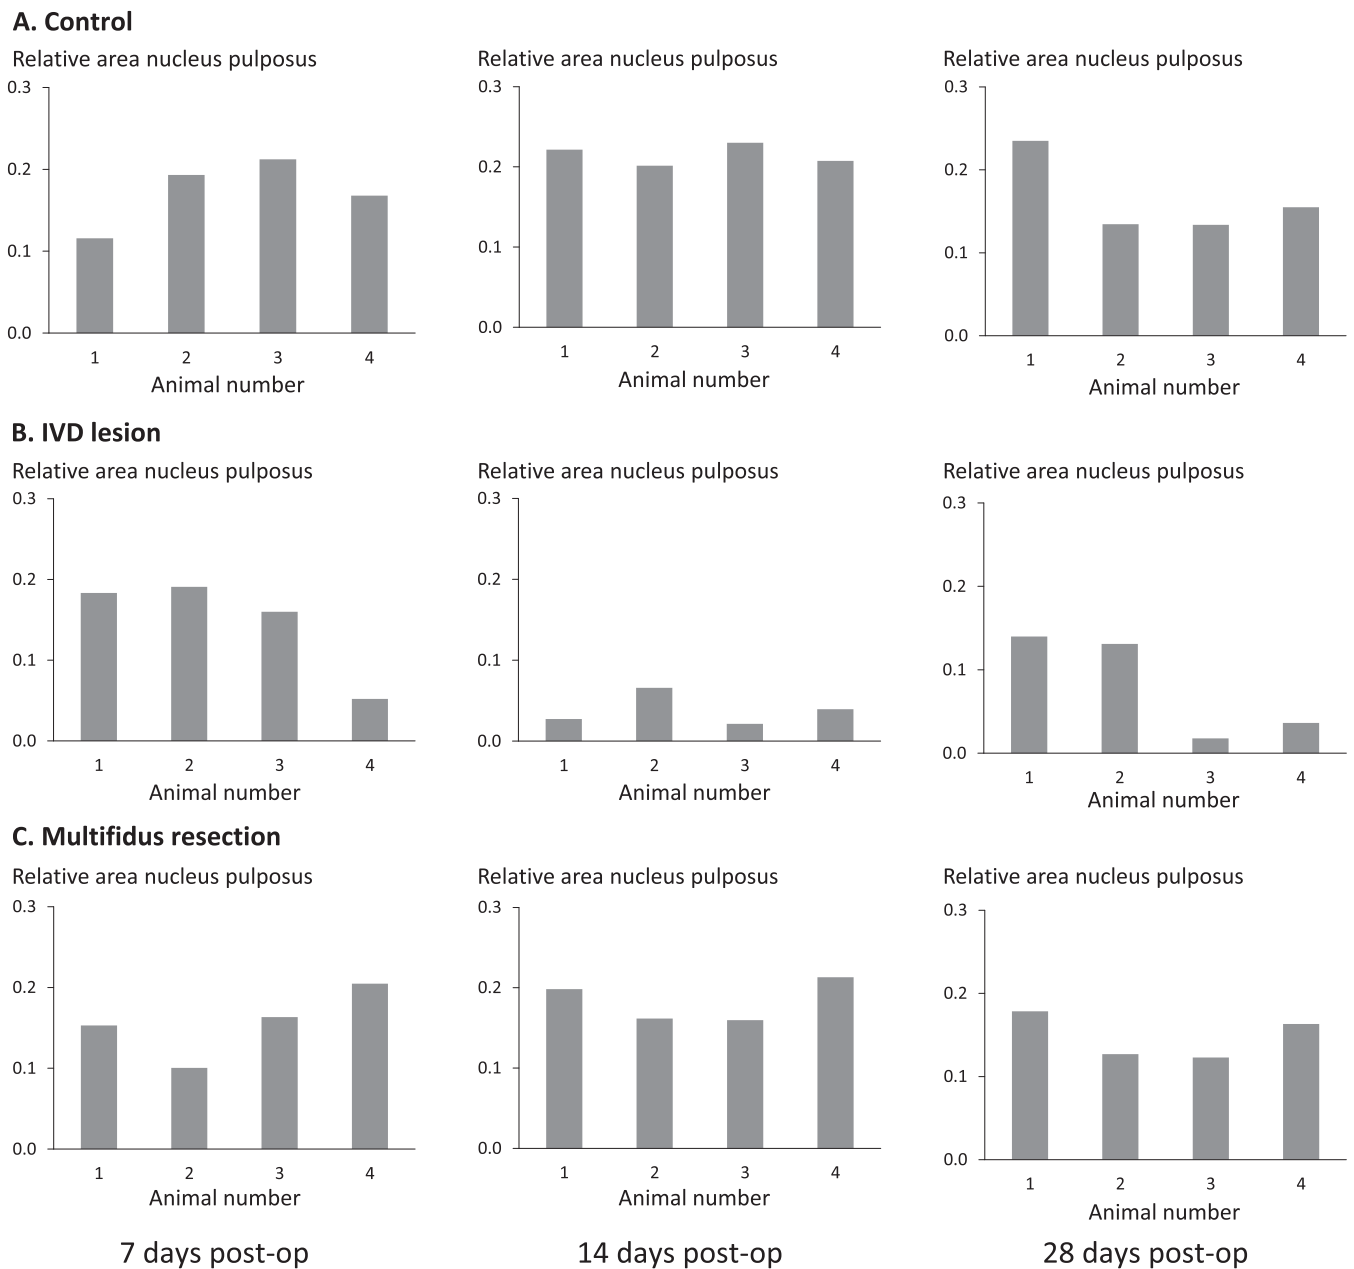 A. Control
Relative area nucleus pulposus
0.3
0.2
0.1
0.0
1 2 3 4
Animal number
Relative area nucleus pulposus
0.3
0.2
0.1
0.0
1 2 3 4
Animal number
Relative area nucleus pulposus
0.3
0.2
0.1
0.0
1 2 3 4
Animal number
B. IVD lesion
Relative area nucleus pulposus
0.3
0.2
0.1
0.0
1 2 3 4
Animal number
Relative area nucleus pulposus
0.3
0.2
0.1
0.0
1 2 3 4
Animal number
Relative area nucleus pulposus
0.3
0.2
0.1
0.0
1 2 3 4
Animal number
C. Multifidus resection
Relative area nucleus pulposus
0.3
0.2
0.1
0.0
1 2 3 4
Animal number
Relative area nucleus pulposus
0.3
0.2
0.1
0.0
1 2 3 4
Animal number
Relative area nucleus pulposus
0.3
0.2
0.1
0.0
1 2 3 4
Animal number
7 days post-op
14 days post-op
28 days post-op